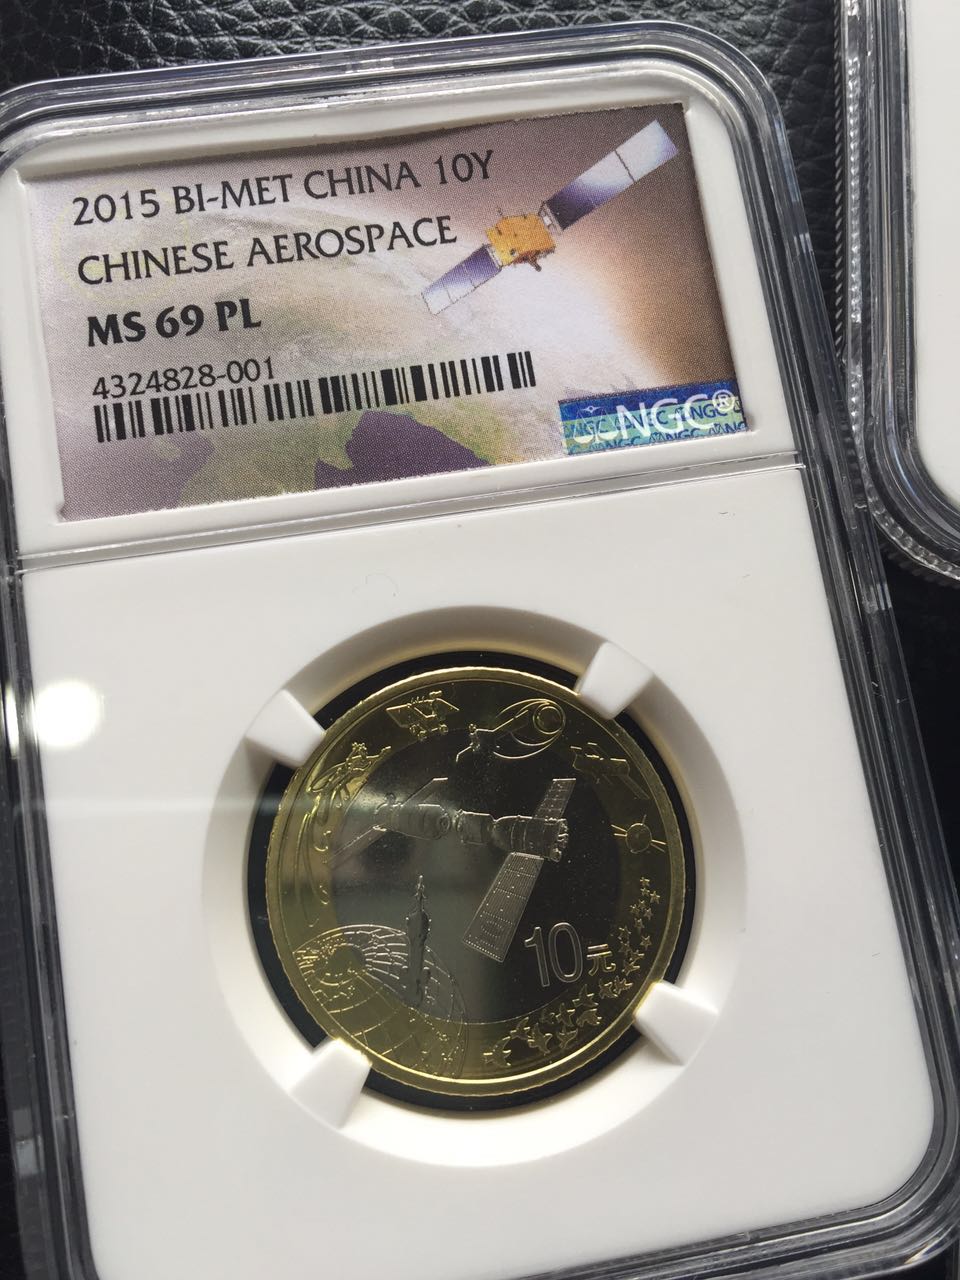 2015 BI-MET CHINA 10Y
CHINESE AEROSPACE
MS 69 PL
4324828-001
NGC®
10元